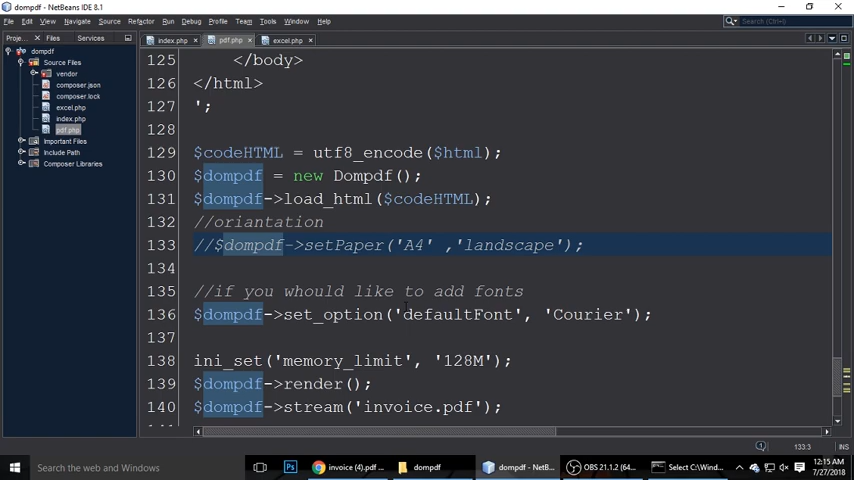 dompdf - NetBeans IDE 8.1
File Edit View Navigate Source Refactor Run Debug Profile Team Tools Window Help
Search (Ctrl+I)
Proje... Files Services
index.php pdf.php excel.php
dompdf
Source Files
vendor
composer.json
composer.lock
excel.php
index.php
pdf.php
Important Files
Include Path
Composer Libraries
125 </body>
126 </html>
127 ';
128
129 $codeHTML = utf8_encode($html);
130 $dompdf = new Dompdf();
131 $dompdf->load_html($codeHTML);
132 //oriantation
133 //$dompdf->setPaper('A4' ,'landscape');
134
135 //if you whould like to add fonts
136 $dompdf->set_option('defaultFont', 'Courier');
137
138 ini_set('memory_limit', '128M');
139 $dompdf->render();
140 $dompdf->stream('invoice.pdf');
133:3 INS
Search the web and Windows
Ps
invoice (4).pdf ...
dompdf
dompdf - NetB...
OBS 21.1.2 (64...
Select C:\Wind...
12:15 AM
7/27/2018